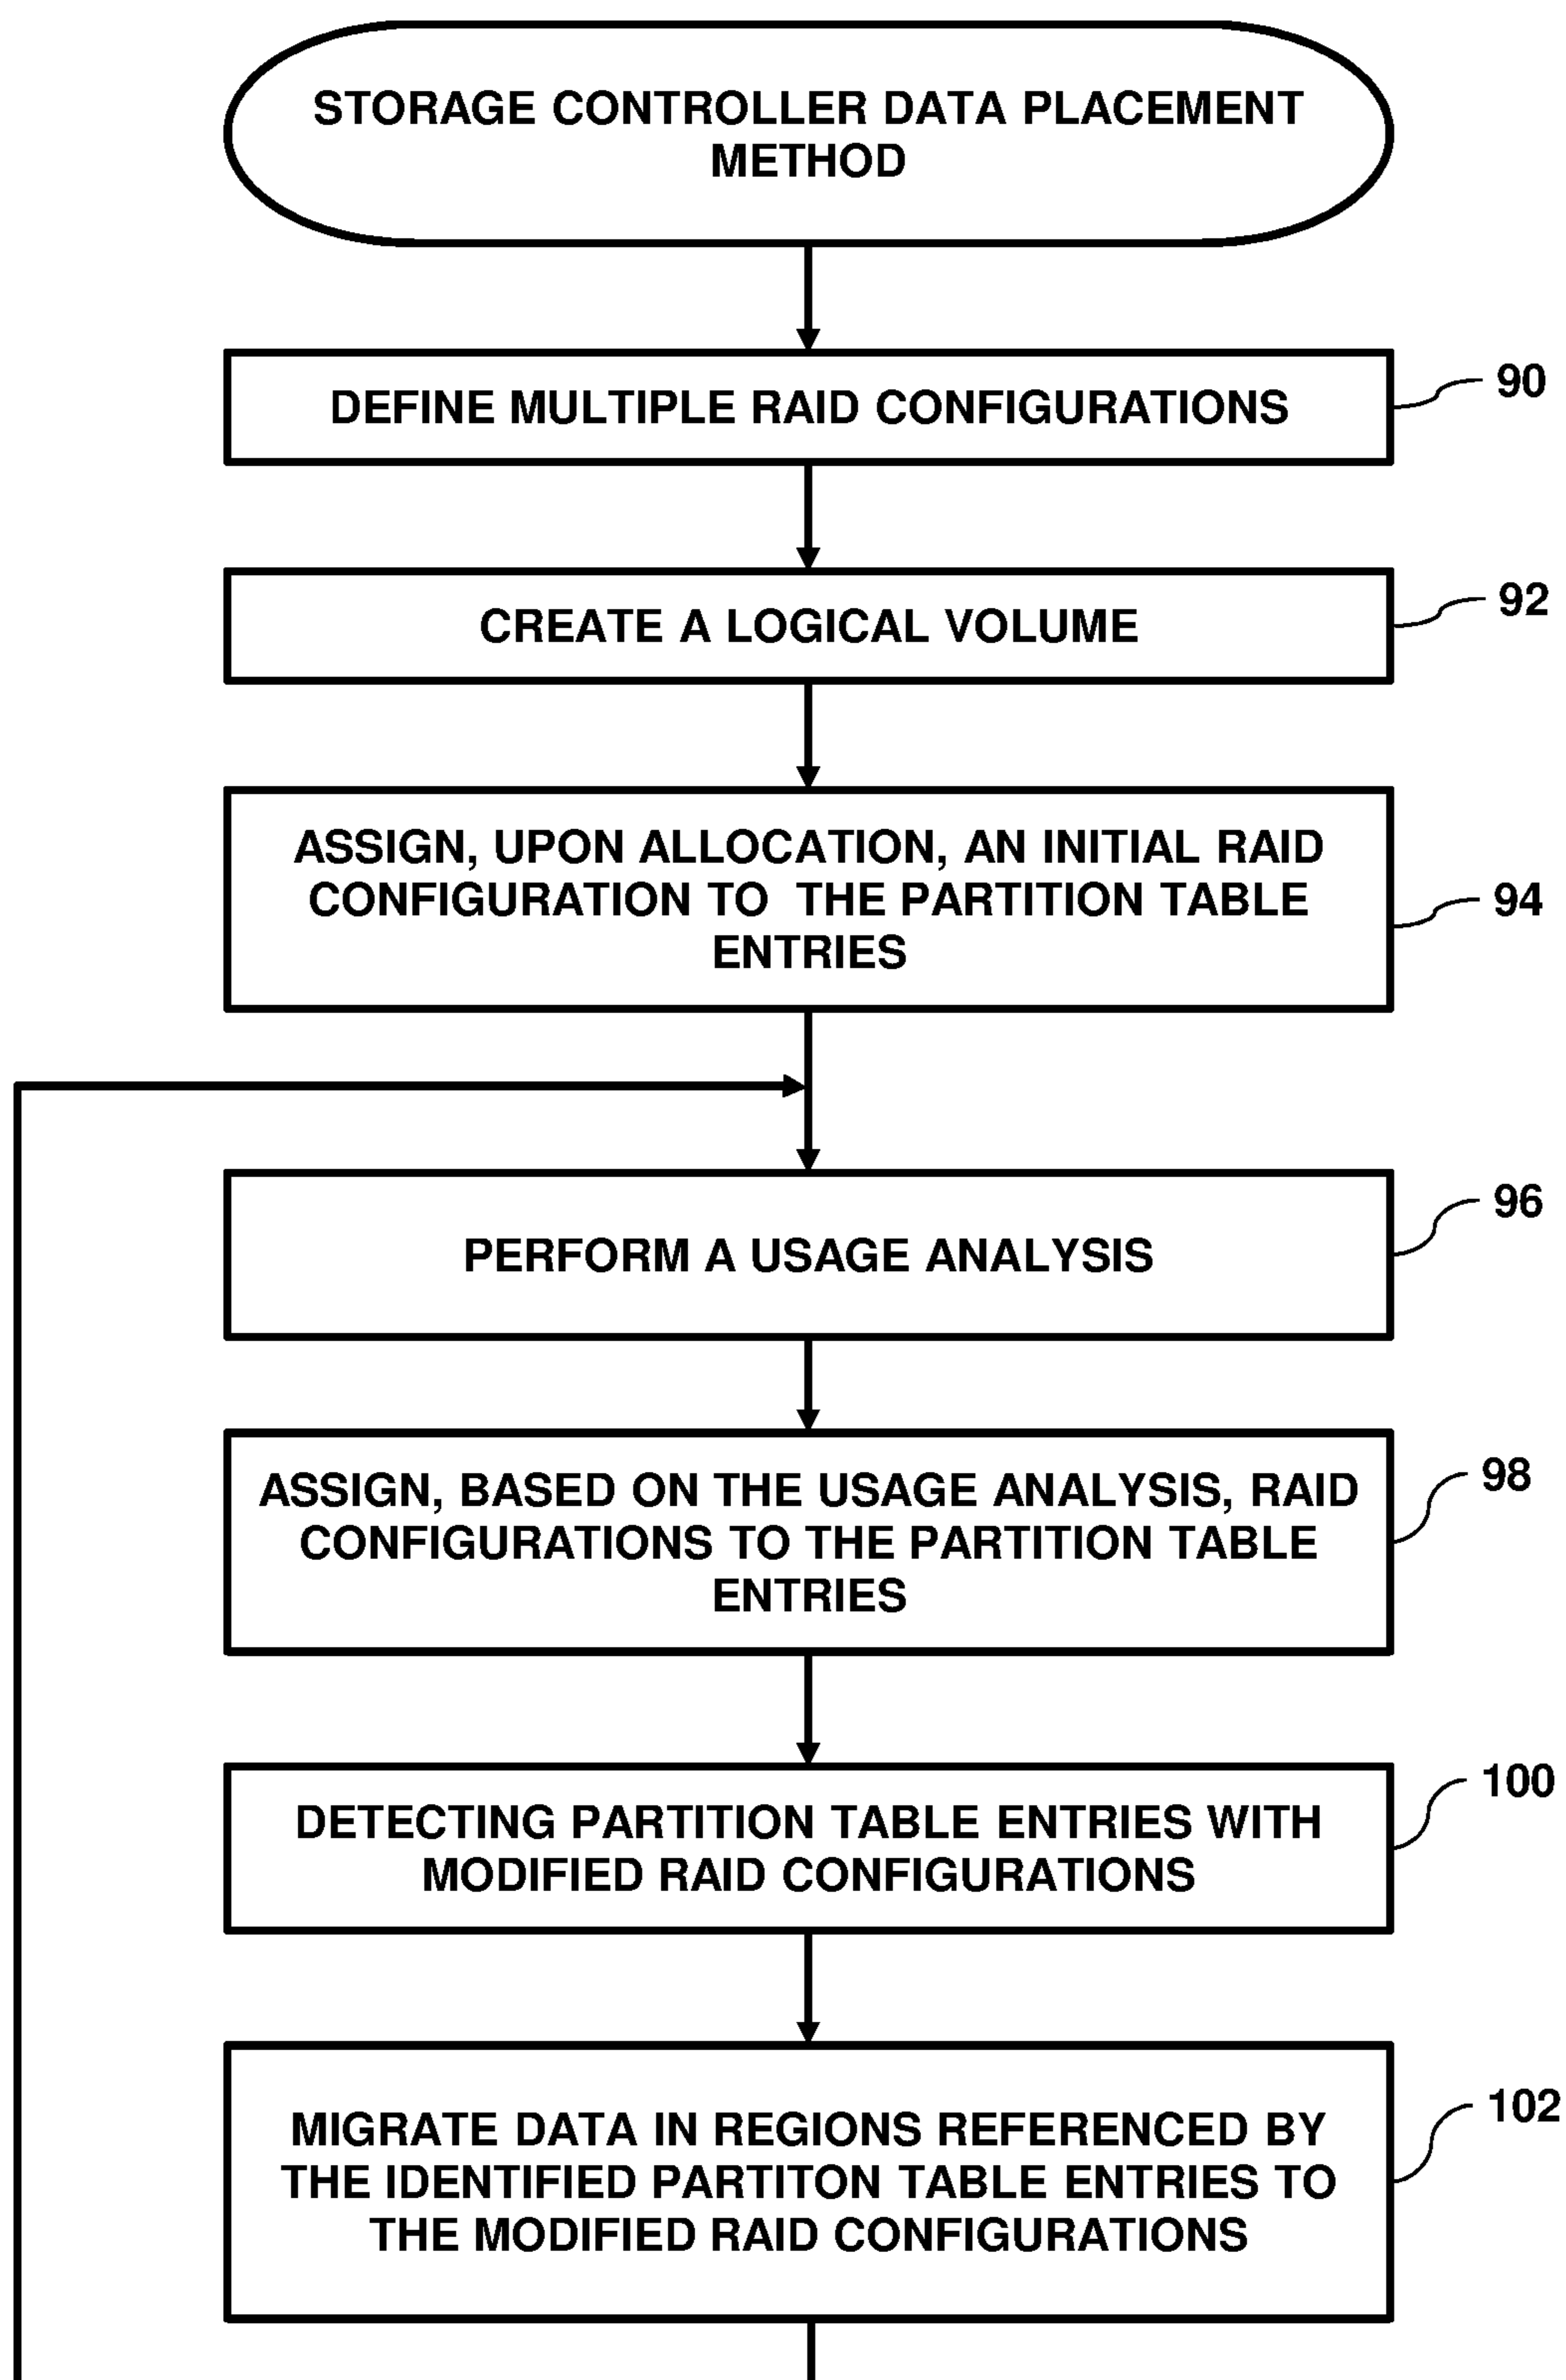 STORAGE CONTROLLER DATA PLACEMENT
METHOD
DEFINE MULTIPLE RAID CONFIGURATIONS
90
CREATE A LOGICAL VOLUME
92
ASSIGN, UPON ALLOCATION, AN INITIAL RAID
CONFIGURATION TO THE PARTITION TABLE
ENTRIES
94
PERFORM A USAGE ANALYSIS
96
ASSIGN, BASED ON THE USAGE ANALYSIS, RAID
CONFIGURATIONS TO THE PARTITION TABLE
ENTRIES
98
DETECTING PARTITION TABLE ENTRIES WITH
MODIFIED RAID CONFIGURATIONS
100
MIGRATE DATA IN REGIONS REFERENCED BY
THE IDENTIFIED PARTITON TABLE ENTRIES TO
THE MODIFIED RAID CONFIGURATIONS
102